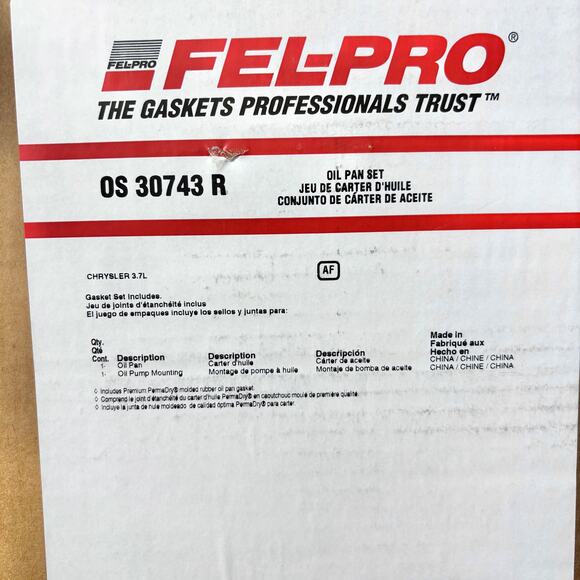 FEL-PRO
FEL-PRO®
THE GASKETS PROFESSIONALS TRUST™
OS 30743 R
OIL PAN SET
JEU DE CARTER D'HUILE
CONJUNTO DE CÁRTER DE ACEITE
AF
CHRYSLER 3.7L
Gasket Set Includes.
Jeu de joints d'étanchéité inclus
El juego de empaques incluye los sellos y juntas para:
Qty.
Qté
Cont. Description Description Descripción
Made in
Fabriqué aux
Hecho en
1- Oil Pan Carter d'huile Cárter de aceite CHINA / CHINE / CHINA
1- Oil Pump Mounting Montage de pompe à huile Montaje de bomba de aceite CHINA / CHINE / CHINA
◊ Includes Premium PermaDry® molded rubber oil pan gasket.
◊ Comprend le joint d'étanchéité du carter d'huile PermaDry® en caoutchouc moulé de première qualité.
◊ Incluye la junta de hule moldeado de calidad óptima PermaDry® para carter.